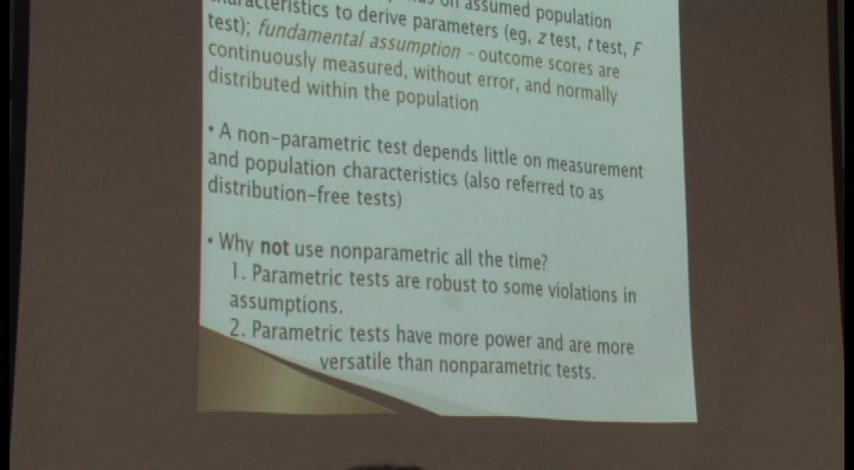 on assumed population
characteristics to derive parameters (eg, z test, t test, F
test); fundamental assumption - outcome scores are
continuously measured, without error, and normally
distributed within the population
• A non-parametric test depends little on measurement
and population characteristics (also referred to as
distribution-free tests)
• Why not use nonparametric all the time?
1. Parametric tests are robust to some violations in
assumptions.
2. Parametric tests have more power and are more
versatile than nonparametric tests.